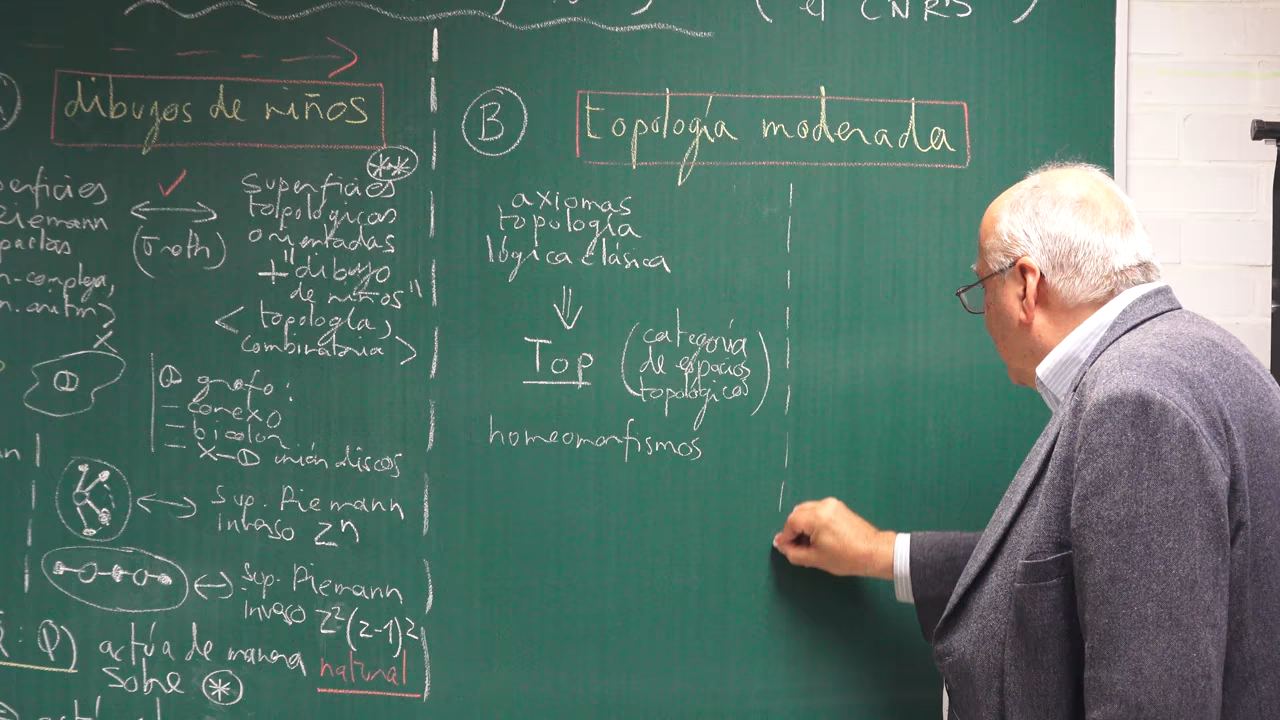 (el CNRS)
dibujos de niños
**
erficies
Riemann
✓
(Groth)
Superficies
topológicas
orientadas
+ "dibujo
de niños"
< topología,
combinatoria >
grafo:
- conexo
- bicolor
unión discos
Sup. Riemann
inverso zⁿ
Sup. Riemann
inverso z²(z-1)²
: Q) actúa de manera natural
sobre *
B
topología moderada
axiomas
topología
lógica clásica
⇓
Top (categoría
de espacios
topológicos)
homeomorfismos